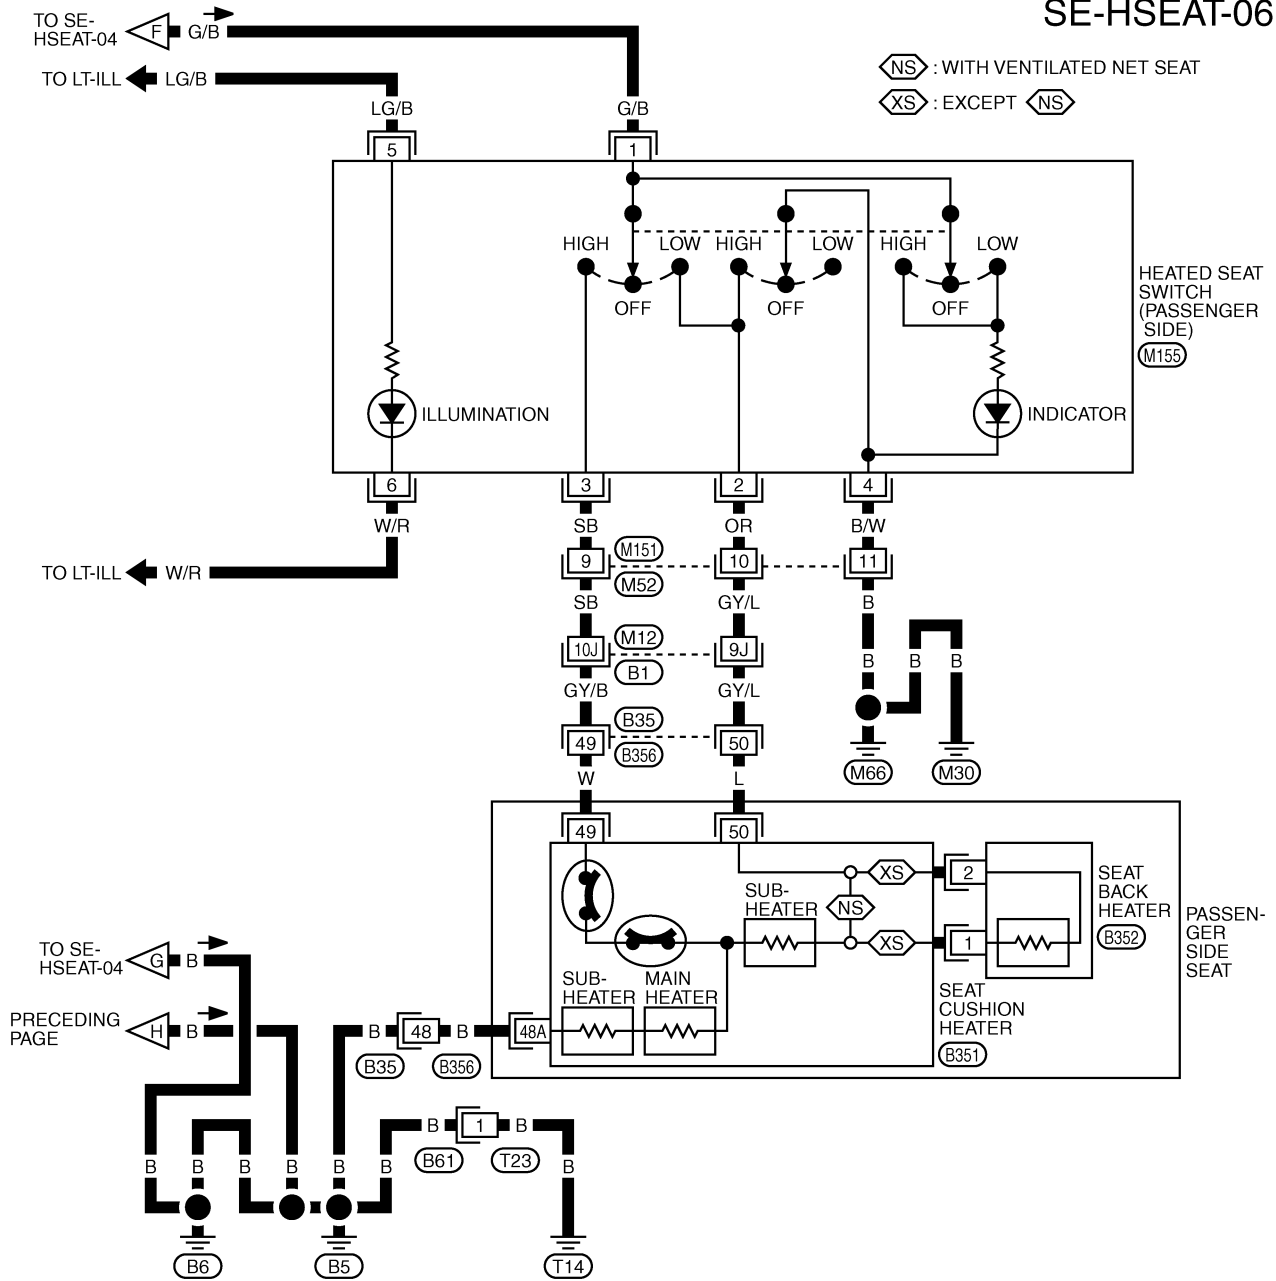 SE-HSEAT-06
TO SE-
HSEAT-04
F
G/B
NS : WITH VENTILATED NET SEAT
TO LT-ILL
LG/B
XS : EXCEPT NS
LG/B
G/B
5
1
HIGH
LOW
HIGH
LOW
HIGH
LOW
OFF
OFF
OFF
HEATED SEAT
SWITCH
(PASSENGER
SIDE)
M155
ILLUMINATION
INDICATOR
6
3
2
4
W/R
SB
OR
B/W
M151
9
10
11
TO LT-ILL
W/R
M52
SB
GY/L
B
M12
10J
9J
B
B
B
B1
GY/B
GY/L
B35
49
50
B356
M66
M30
W
L
49
50
XS
2
SEAT
BACK
HEATER
B352
SUB-
HEATER
NS
XS
1
PASSEN-
GER
SIDE
SEAT
TO SE-
HSEAT-04
G
B
SUB-
HEATER
MAIN
HEATER
SEAT
CUSHION
HEATER
B351
PRECEDING
PAGE
H
B
B
48
B
48A
B35
B356
B
1
B
B61
T23
B
B
B
B
B
B
B
B6
B5
T14